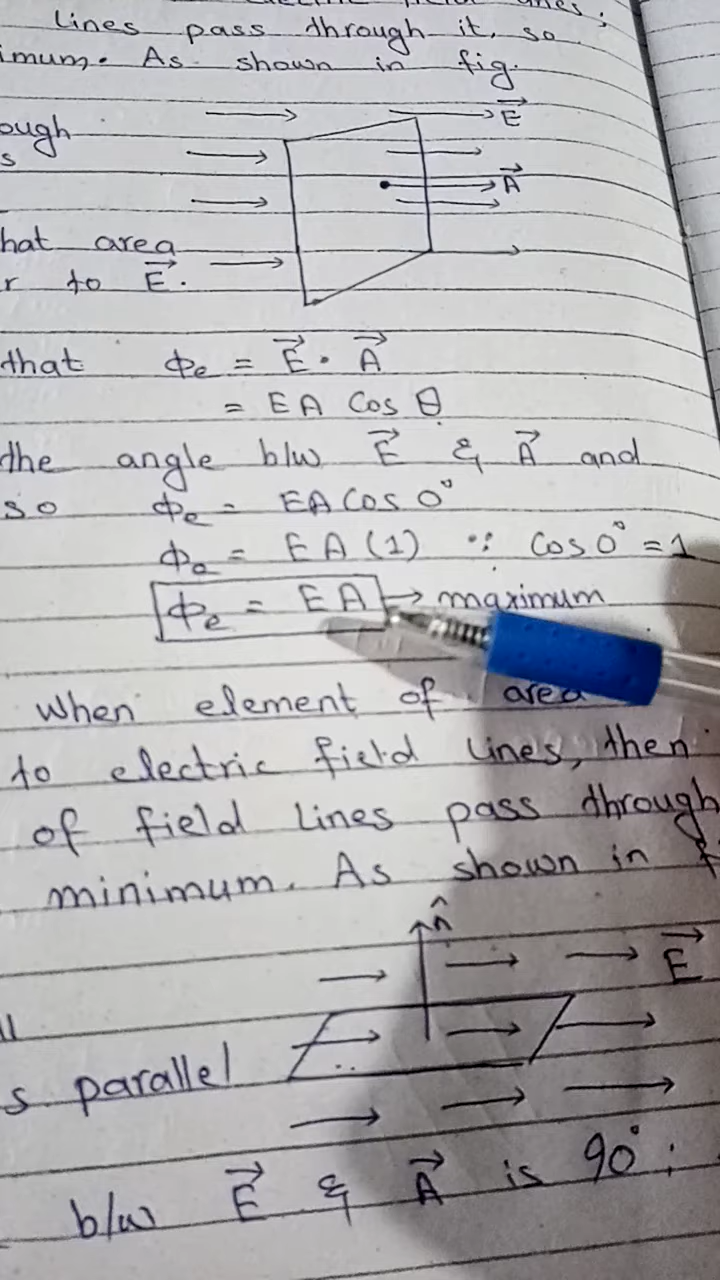 lines pass through it, so
imum. As shown in fig.
ough
s
E⃗
A⃗
hat area
r to E⃗.
that Φe = E⃗ . A⃗
= EA Cos θ
the angle b/w E⃗ & A⃗ and
so Φe = EA Cos 0°
Φe = EA (1) ∵ Cos 0° = 1
Φe = EA → maximum
When element of area
to electric field lines, then
of field lines pass through
minimum. As shown in f
n̂
E⃗
ll
s parallel
b/w E⃗ & A⃗ is 90°;